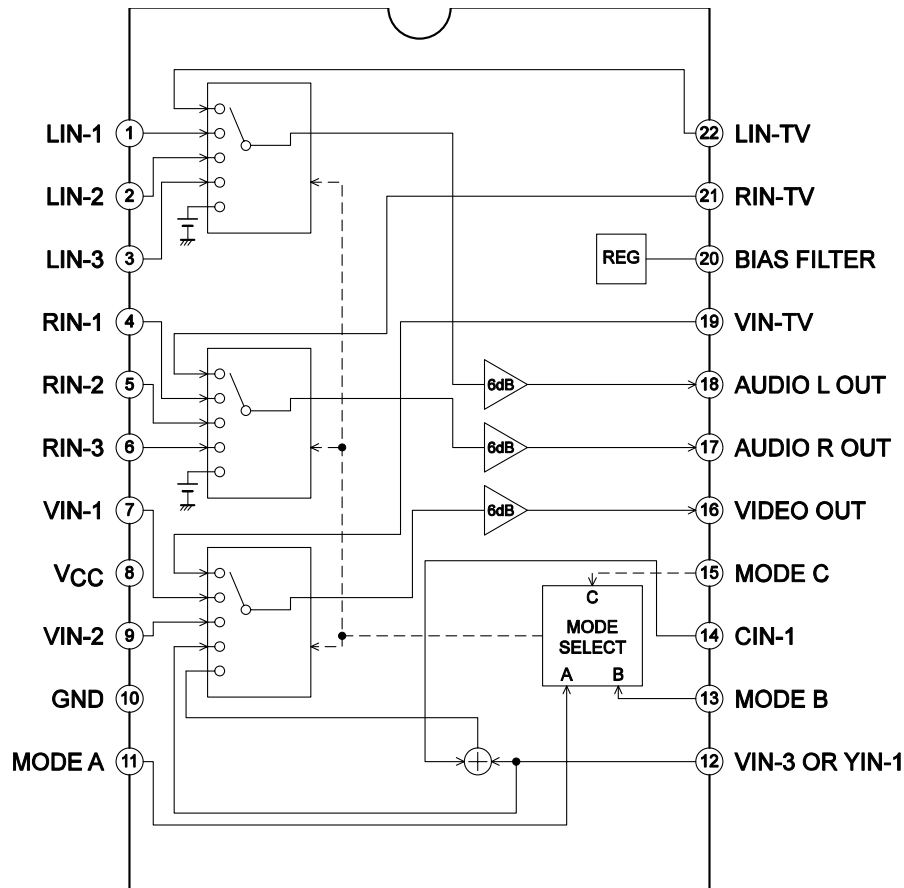 LIN-1 1
LIN-2 2
LIN-3 3
RIN-1 4
RIN-2 5
RIN-3 6
VIN-1 7
VCC 8
VIN-2 9
GND 10
MODE A 11
22 LIN-TV
21 RIN-TV
REG 20 BIAS FILTER
19 VIN-TV
6dB 18 AUDIO L OUT
6dB 17 AUDIO R OUT
6dB 16 VIDEO OUT
15 MODE C
C
MODE
SELECT
A B
14 CIN-1
13 MODE B
12 VIN-3 OR YIN-1